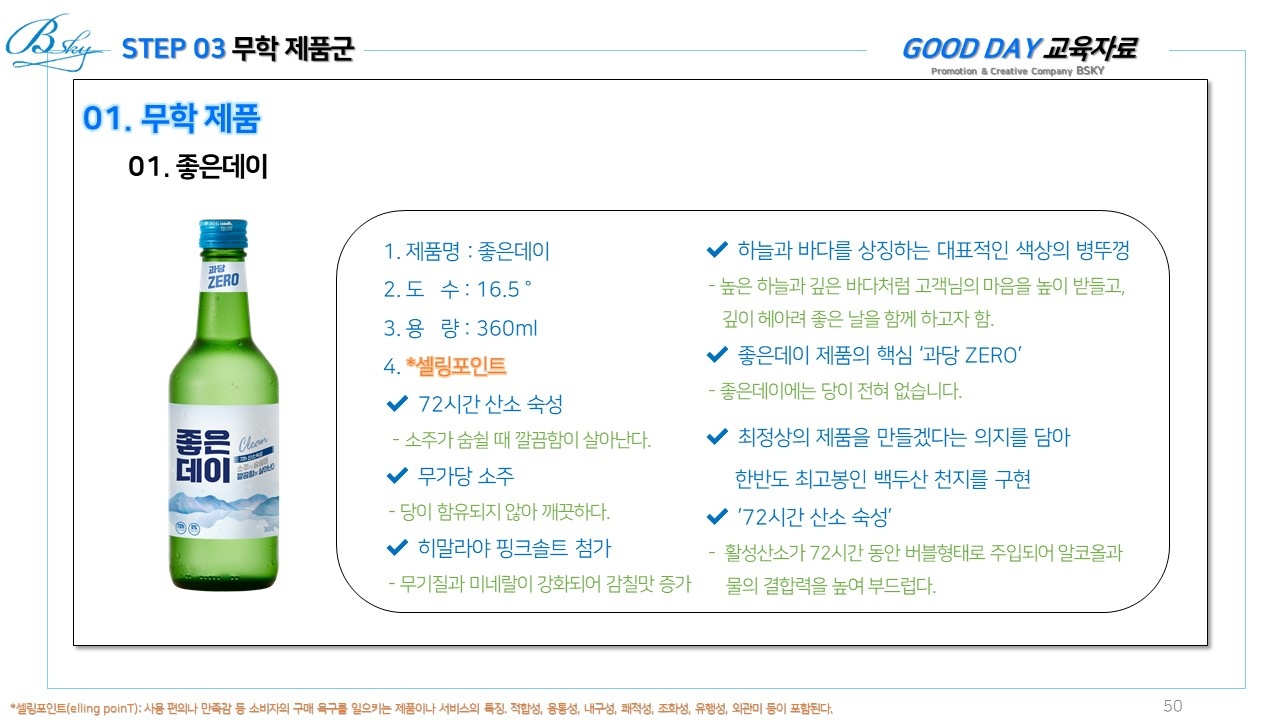 Bsky
STEP 03 무학 제품군
GOOD DAY 교육자료
Promotion & Creative Company BSKY
01. 무학 제품
01. 좋은데이
과당
ZERO
좋은
데이
Clean
1. 제품명 : 좋은데이
2. 도 수 : 16.5 °
3. 용 량 : 360ml
4. *셀링포인트
✔ 72시간 산소 숙성
- 소주가 숨쉴 때 깔끔함이 살아난다.
✔ 무가당 소주
- 당이 함유되지 않아 깨끗하다.
✔ 히말라야 핑크솔트 첨가
- 무기질과 미네랄이 강화되어 감칠맛 증가
✔ 하늘과 바다를 상징하는 대표적인 색상의 병뚜껑
- 높은 하늘과 깊은 바다처럼 고객님의 마음을 높이 받들고,
깊이 헤아려 좋은 날을 함께 하고자 함.
✔ 좋은데이 제품의 핵심 ‘과당 ZERO’
- 좋은데이에는 당이 전혀 없습니다.
✔ 최정상의 제품을 만들겠다는 의지를 담아
한반도 최고봉인 백두산 천지를 구현
✔ ’72시간 산소 숙성’
- 활성산소가 72시간 동안 버블형태로 주입되어 알코올과
물의 결합력을 높여 부드럽다.
*셀링포인트(elling poinT): 사용 편의나 만족감 등 소비자의 구매 욕구를 일으키는 제품이나 서비스의 특징. 적합성, 융통성, 내구성, 쾌적성, 조화성, 유행성, 외관미 등이 포함된다.
50